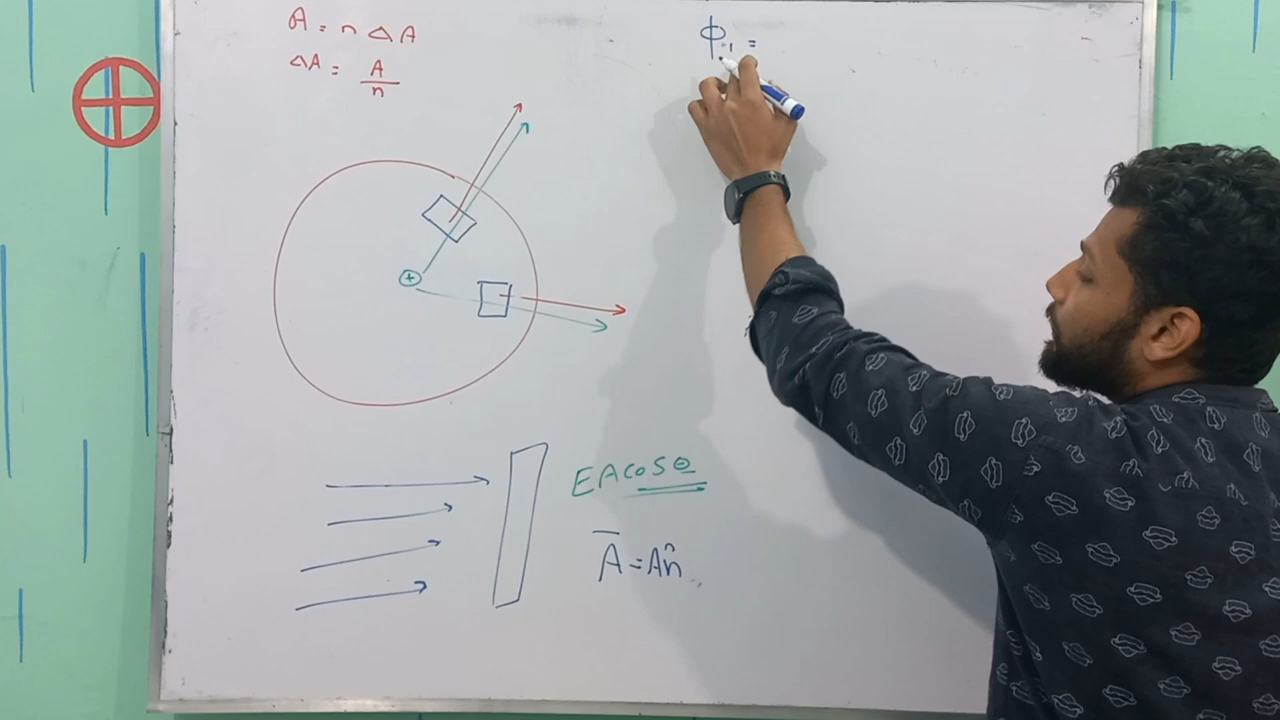 A = n △A
△A = A/n
ϕ₁ =
+
EACOSΘ
A̅ = An̂